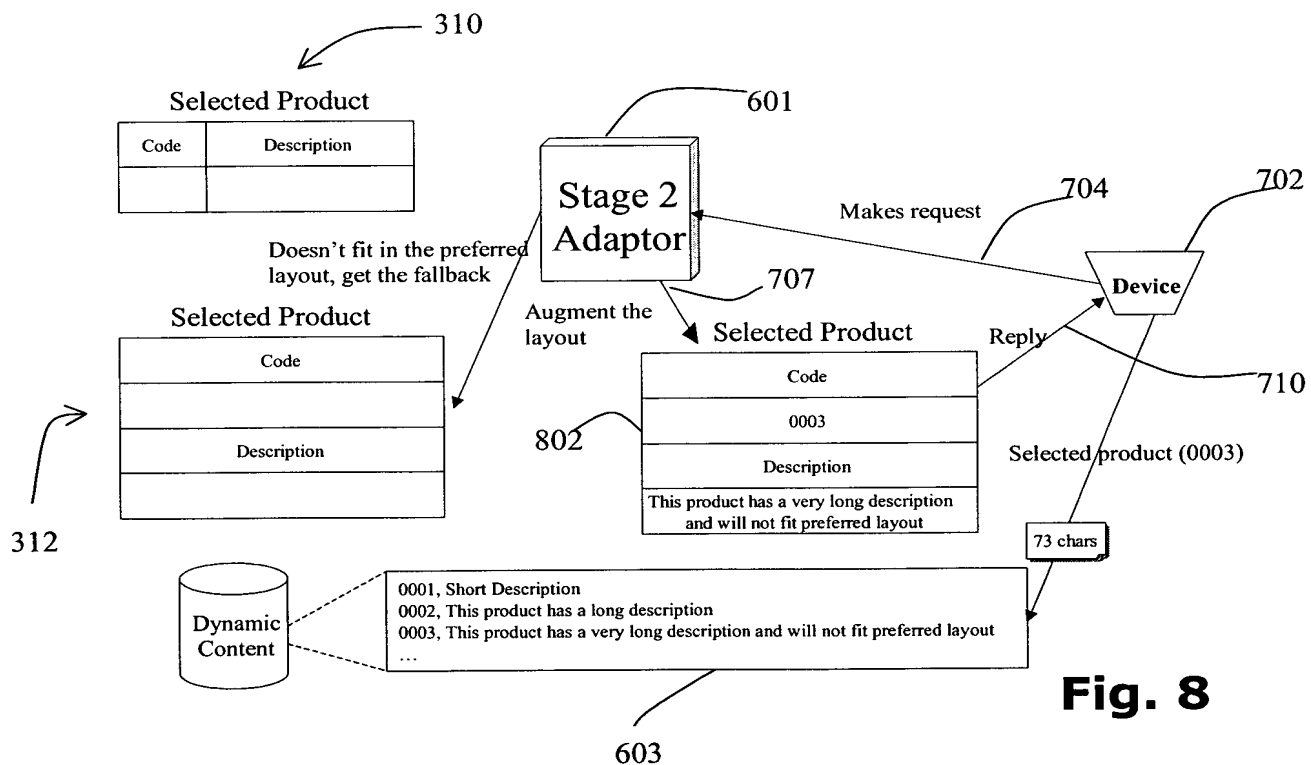 310
Selected Product
Code
Description
601
Stage 2
Adaptor
Makes request
704
702
Device
Doesn't fit in the preferred
layout, get the fallback
707
Augment the
layout
Selected Product
Code
Description
312
Selected Product
Code
0003
Description
This product has a very long description
and will not fit preferred layout
802
Reply
710
Selected product (0003)
73 chars
Dynamic
Content
0001, Short Description
0002, This product has a long description
0003, This product has a very long description and will not fit preferred layout
...
603
Fig. 8